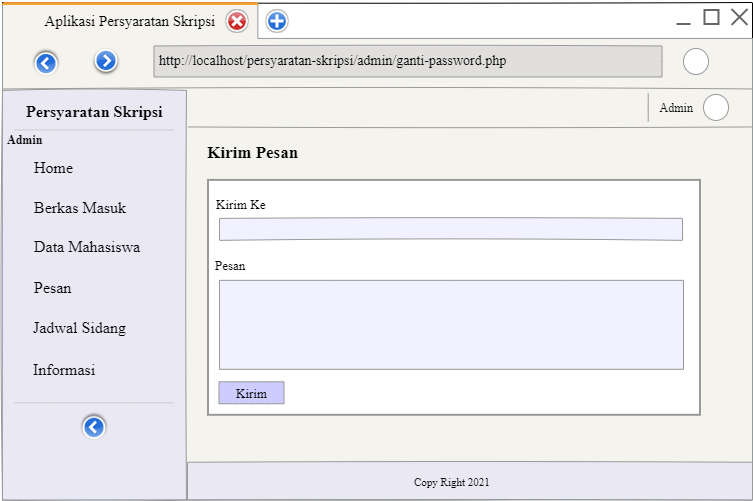 Aplikasi Persyaratan Skripsi
http://localhost/persyaratan-skripsi/admin/ganti-password.php
Persyaratan Skripsi
Admin
Admin
Home
Berkas Masuk
Data Mahasiswa
Pesan
Jadwal Sidang
Informasi
Kirim Pesan
Kirim Ke
Pesan
Kirim
Copy Right 2021